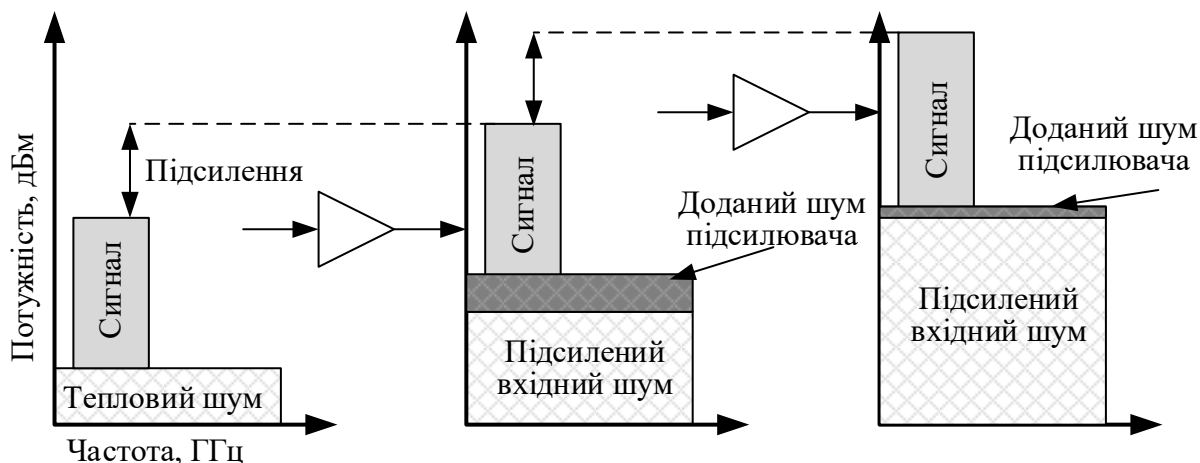 Потужність, дБм
Сигнал
Тепловий шум
Частота, ГГц
Підсилення
Сигнал
Доданий шум
підсилювача
Підсилений
вхідний шум
Сигнал
Доданий шум
підсилювача
Підсилений
вхідний шум